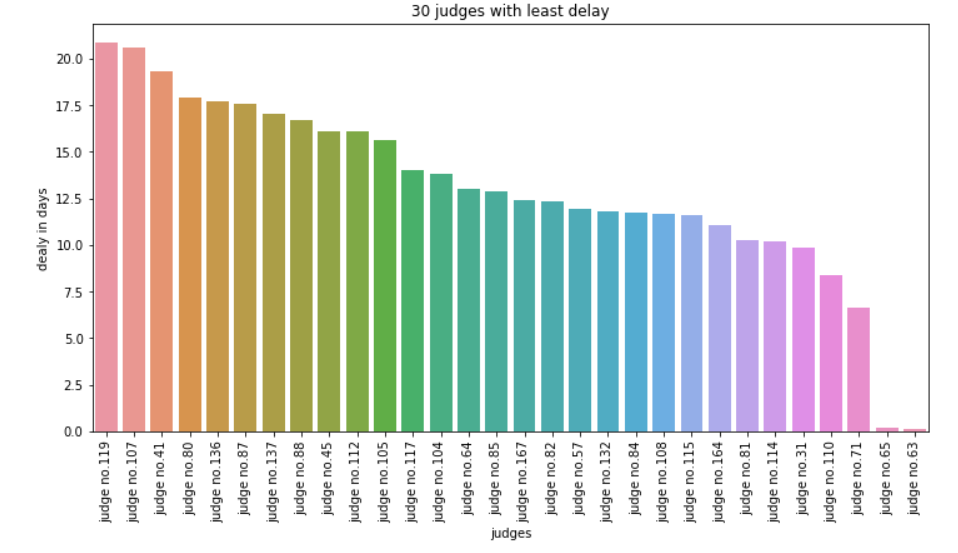 30 judges with least delay
20.0
17.5
15.0
12.5
10.0
7.5
5.0
2.5
0.0
dealy in days
judge no.119
judge no.107
judge no.41
judge no.80
judge no.136
judge no.87
judge no.137
judge no.88
judge no.45
judge no.112
judge no.105
judge no.117
judge no.104
judge no.64
judge no.85
judge no.167
judge no.82
judge no.57
judge no.132
judge no.84
judge no.108
judge no.115
judge no.164
judge no.81
judge no.114
judge no.31
judge no.110
judge no.71
judge no.65
judge no.63
judges